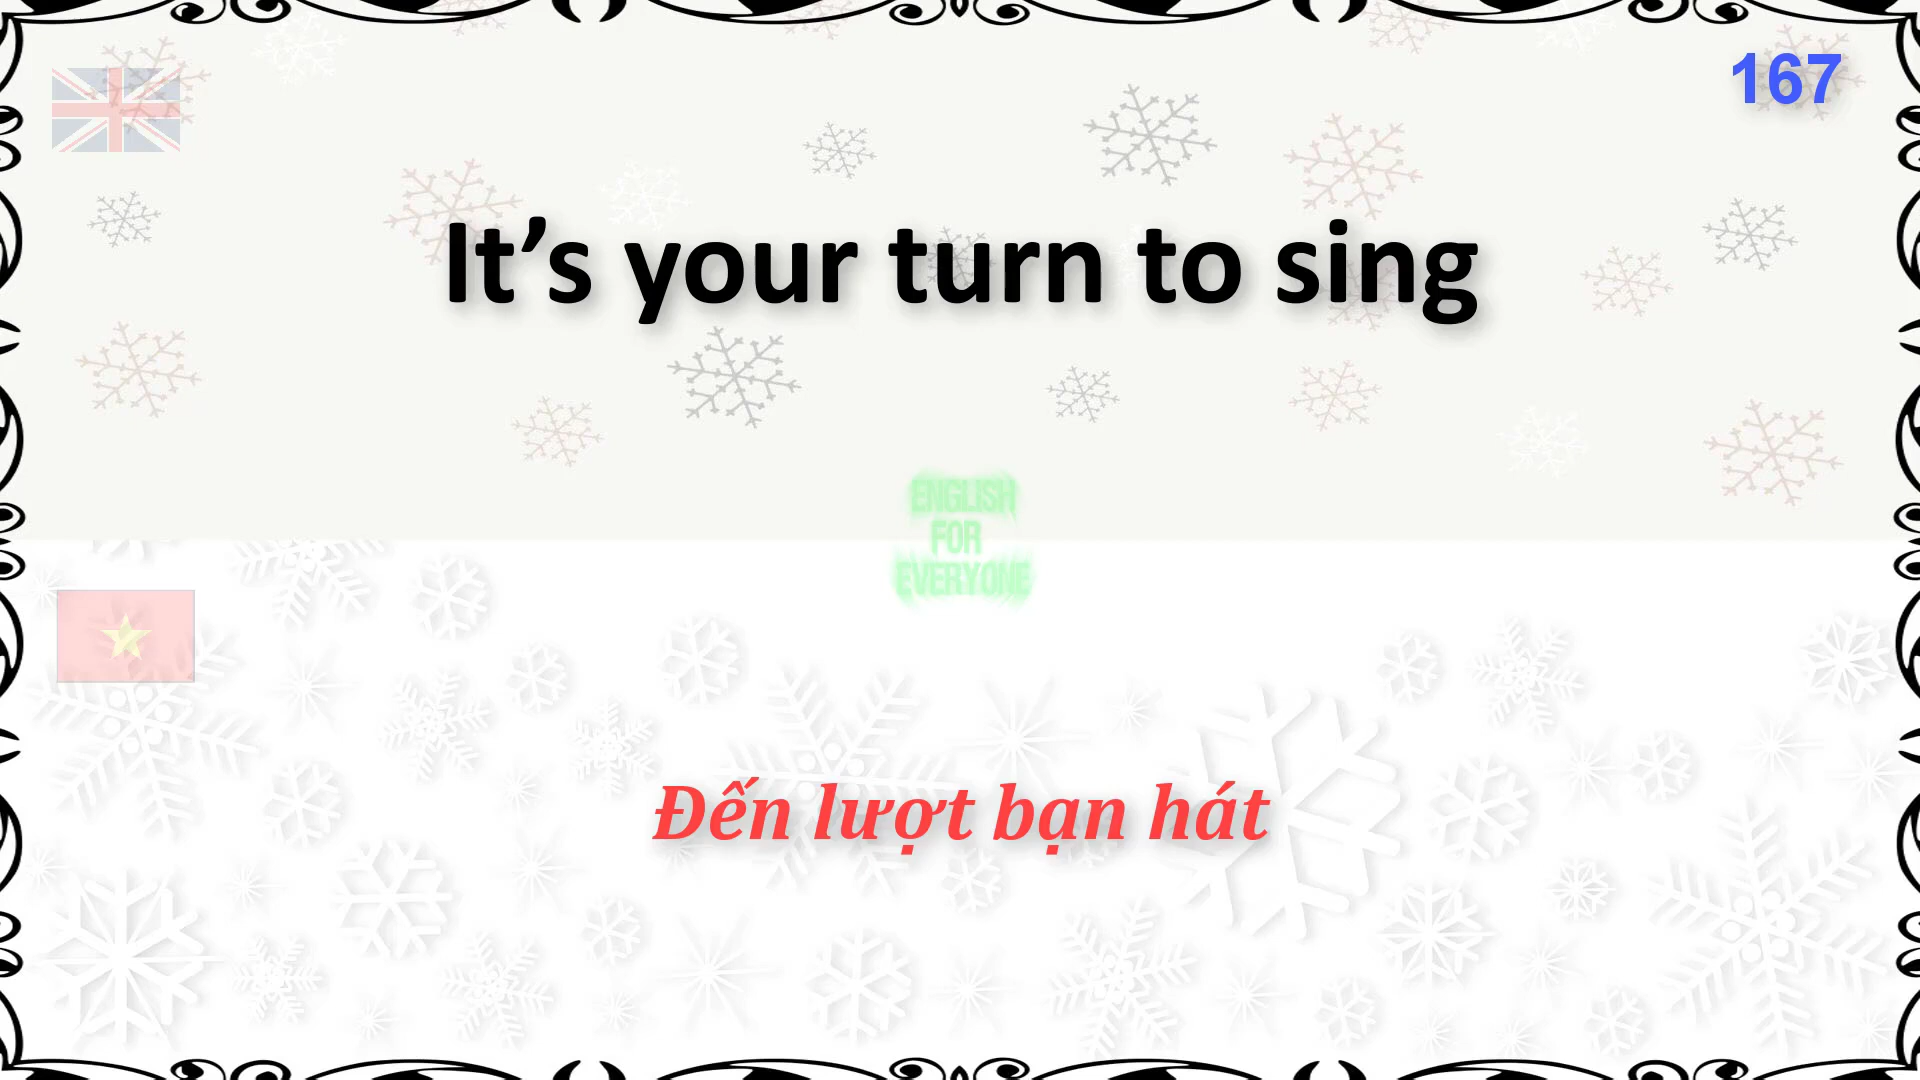 167
It’s your turn to sing
ENGLISH
FOR
EVERYONE
Đến lượt bạn hát